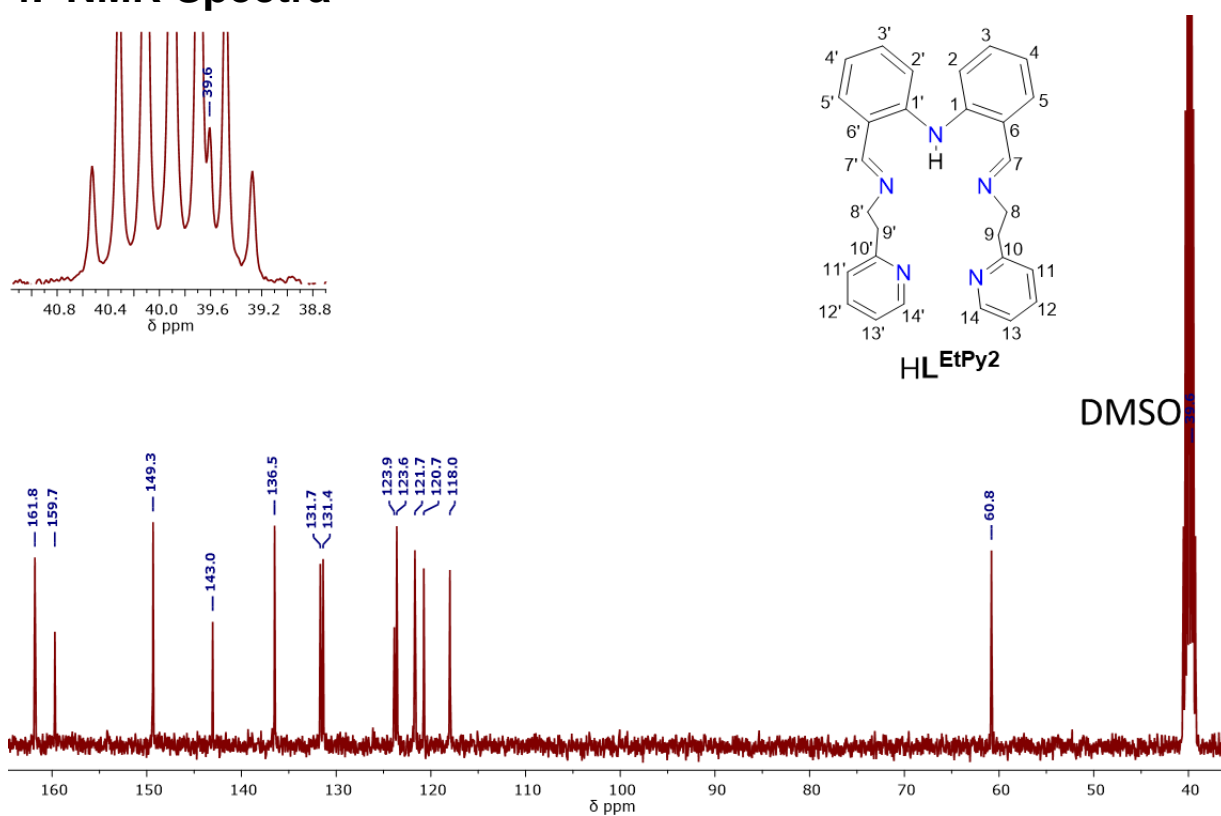 4. NMR Spectra
39.6
40.8 40.4 40.0 39.6 39.2 38.8
δ ppm
3' 3
4' 2' 2 4
5' 1' 1 5
6' N 6
H
7' 7
N N
8' 8
9' 9
10' 10
11' N N 11
12' 14' 14 12
13' 13
HL^EtPy2
DMSO
39.6
161.8 159.7 149.3 143.0 136.5 131.7 131.4 123.9 123.6 121.7 120.7 118.0 60.8
160 150 140 130 120 110 100 90 80 70 60 50 40
δ ppm